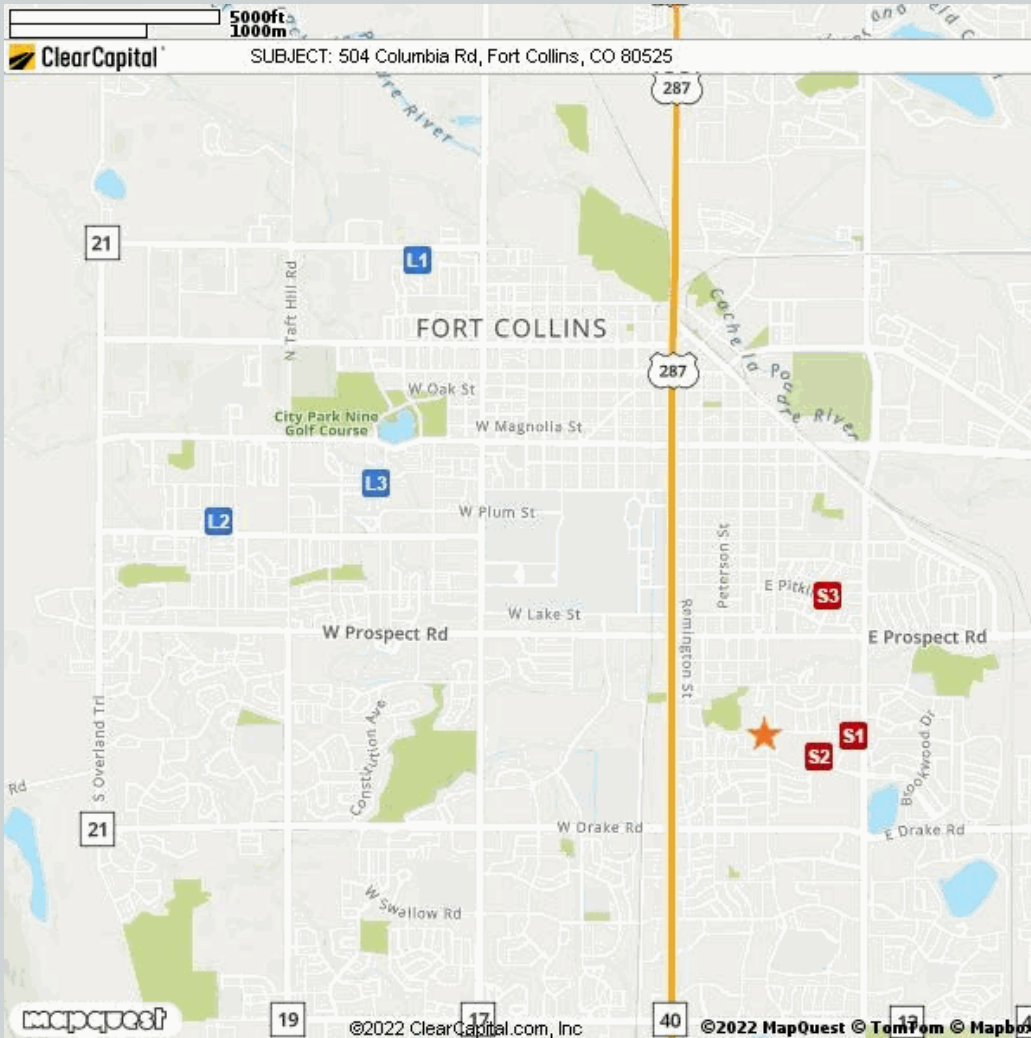 5000ft
1000m
ClearCapital
SUBJECT: 504 Columbia Rd, Fort Collins, CO 80525
287
21
L1
N Taft Hill Rd
FORT COLLINS
Cache la Poudre River
287
W Oak St
City Park Nine
Golf Course
W Magnolia St
L3
L2
W Plum St
Peterson St
E Pitki
S3
W Lake St
Remington St
W Prospect Rd
E Prospect Rd
S Overland Trl
Constitution Ave
S1
S2
Brookwood Dr
Rd
21
W Drake Rd
E Drake Rd
W Swallow Rd
mapquest
19
17
40
©2022 ClearCapital.com, Inc
©2022 MapQuest © TomTom © Mapbox